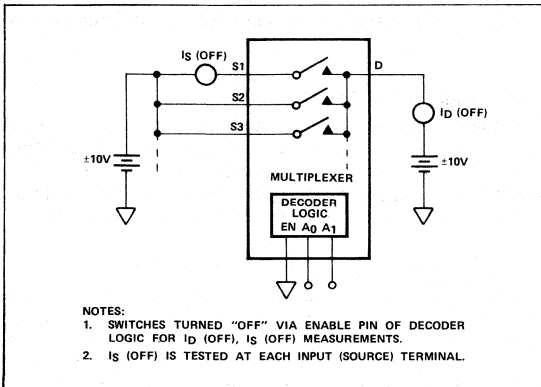 IS (OFF)
S1
D
S2
S3
ID (OFF)
±10V
±10V
MULTIPLEXER
DECODER
LOGIC
EN A0 A1
NOTES:
1. SWITCHES TURNED "OFF" VIA ENABLE PIN OF DECODER
LOGIC FOR ID (OFF), IS (OFF) MEASUREMENTS.
2. IS (OFF) IS TESTED AT EACH INPUT (SOURCE) TERMINAL.